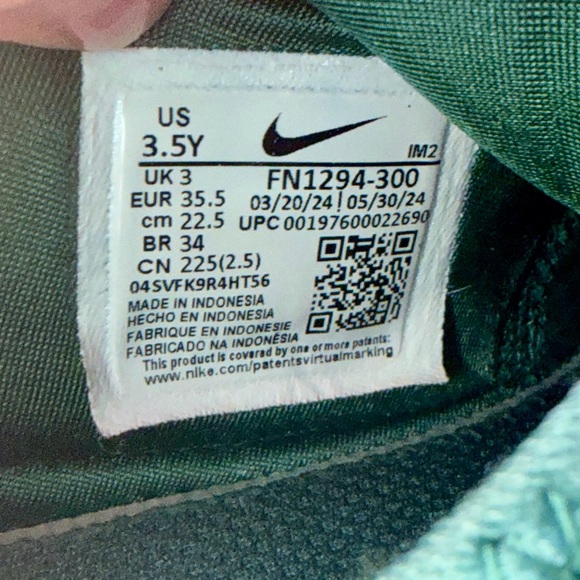 US
3.5Y
IM2
UK 3
FN1294-300
EUR 35.5
03/20/24 | 05/30/24
cm 22.5
UPC 00197600022690
BR 34
CN 225(2.5)
04SVFK9R4HT56
MADE IN INDONESIA
HECHO EN INDONESIA
FABRIQUE EN INDONESIE
FABRICADO NA INDONÉSIA
This product is covered by one or more patents:
www.nike.com/patentsvirtualmarking